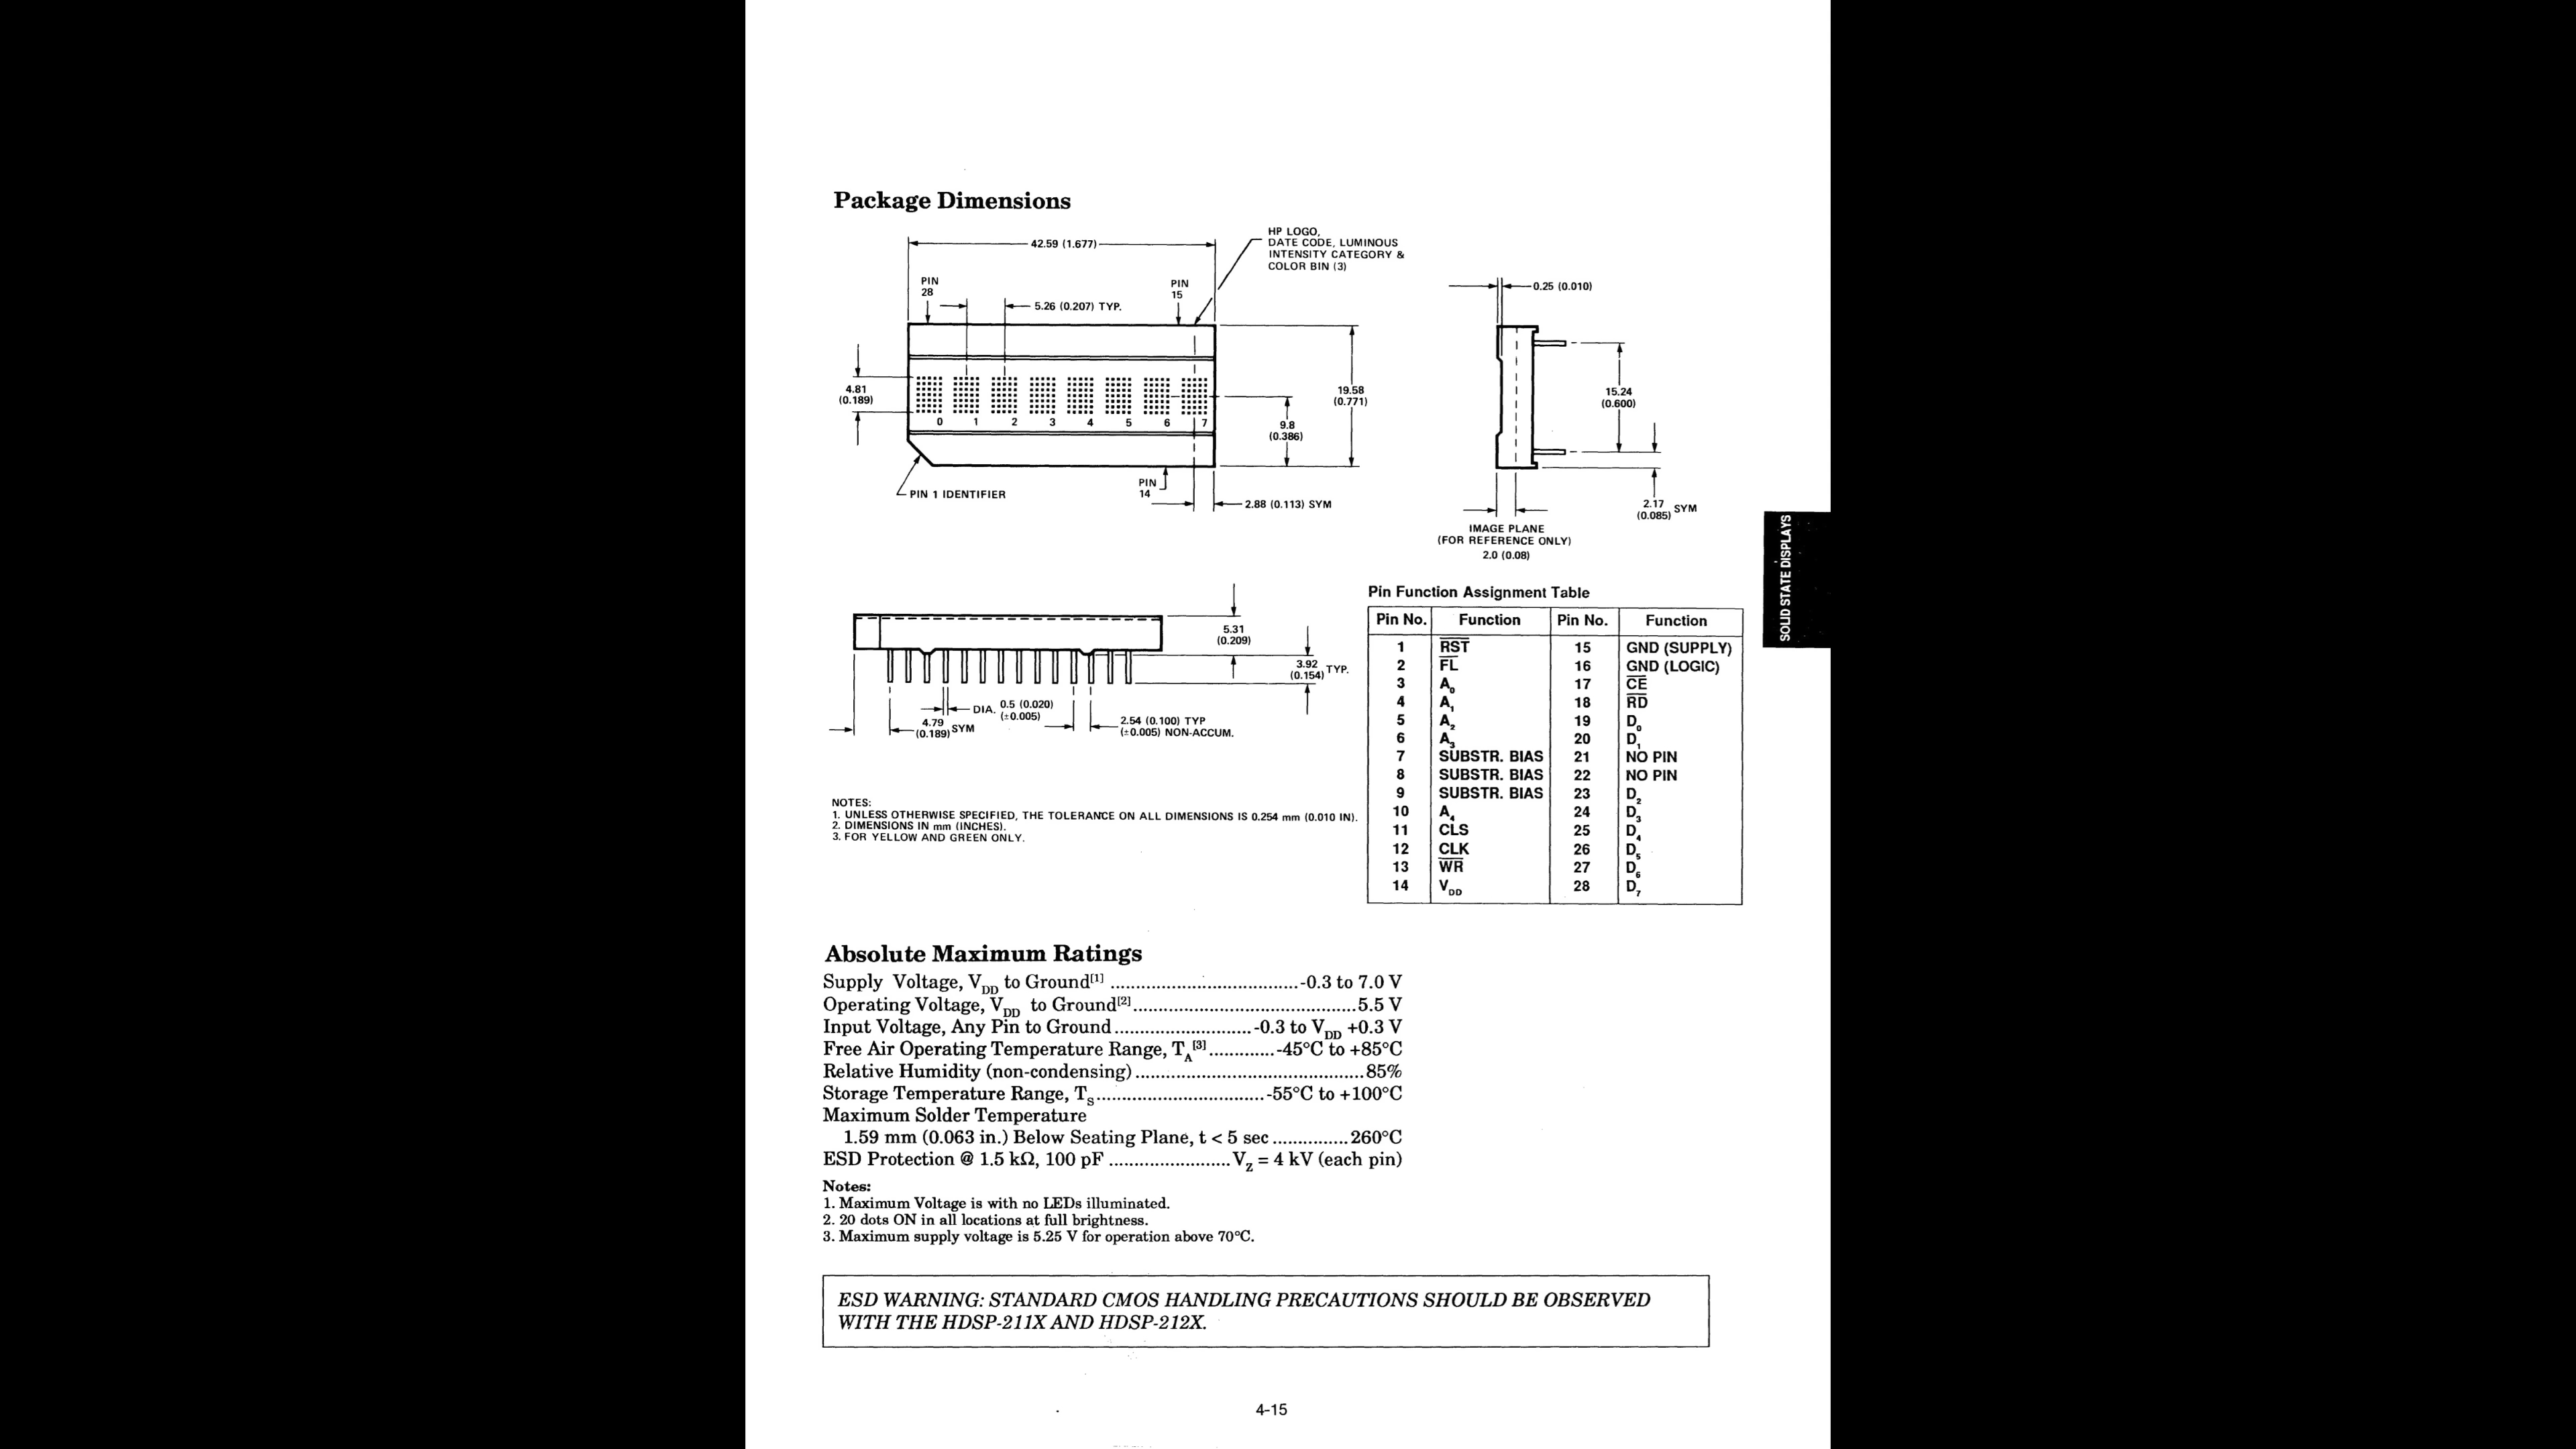 Package Dimensions
42.59 (1.677)
HP LOGO,
DATE CODE, LUMINOUS
INTENSITY CATEGORY &
COLOR BIN (3)
PIN
28
5.26 (0.207) TYP.
PIN
15
0.25 (0.010)
4.81
(0.189)
0 1 2 3 4 5 6 7
19.58
(0.771)
9.8
(0.386)
15.24
(0.600)
PIN 1 IDENTIFIER
PIN
14
2.88 (0.113) SYM
2.17
(0.085) SYM
IMAGE PLANE
(FOR REFERENCE ONLY)
2.0 (0.08)
SOLID STATE DISPLAYS
5.31
(0.209)
3.92
(0.154) TYP.
DIA. 0.5 (0.020)
(±0.005)
4.79
(0.189) SYM
2.54 (0.100) TYP
(±0.005) NON-ACCUM.
NOTES:
1. UNLESS OTHERWISE SPECIFIED, THE TOLERANCE ON ALL DIMENSIONS IS 0.254 mm (0.010 IN).
2. DIMENSIONS IN mm (INCHES).
3. FOR YELLOW AND GREEN ONLY.
Pin Function Assignment Table
Pin No. Function Pin No. Function
1 R̅S̅T̅ 15 GND (SUPPLY)
2 F̅L̅ 16 GND (LOGIC)
3 A₀ 17 C̅E̅
4 A₁ 18 R̅D̅
5 A₂ 19 D₀
6 A₃ 20 D₁
7 SUBSTR. BIAS 21 NO PIN
8 SUBSTR. BIAS 22 NO PIN
9 SUBSTR. BIAS 23 D₂
10 A₄ 24 D₃
11 CLS 25 D₄
12 CLK 26 D₅
13 W̅R̅ 27 D₆
14 V_DD 28 D₇
Absolute Maximum Ratings
Supply Voltage, V_DD to Ground[1] ..................................... -0.3 to 7.0 V
Operating Voltage, V_DD to Ground[2] ............................................ 5.5 V
Input Voltage, Any Pin to Ground ........................... -0.3 to V_DD +0.3 V
Free Air Operating Temperature Range, T_A[3] ............. -45°C to +85°C
Relative Humidity (non-condensing) ............................................. 85%
Storage Temperature Range, T_S ................................. -55°C to +100°C
Maximum Solder Temperature
1.59 mm (0.063 in.) Below Seating Plane, t < 5 sec ............... 260°C
ESD Protection @ 1.5 kΩ, 100 pF ........................ V_Z = 4 kV (each pin)
Notes:
1. Maximum Voltage is with no LEDs illuminated.
2. 20 dots ON in all locations at full brightness.
3. Maximum supply voltage is 5.25 V for operation above 70°C.
ESD WARNING: STANDARD CMOS HANDLING PRECAUTIONS SHOULD BE OBSERVED
WITH THE HDSP-211X AND HDSP-212X.
4-15